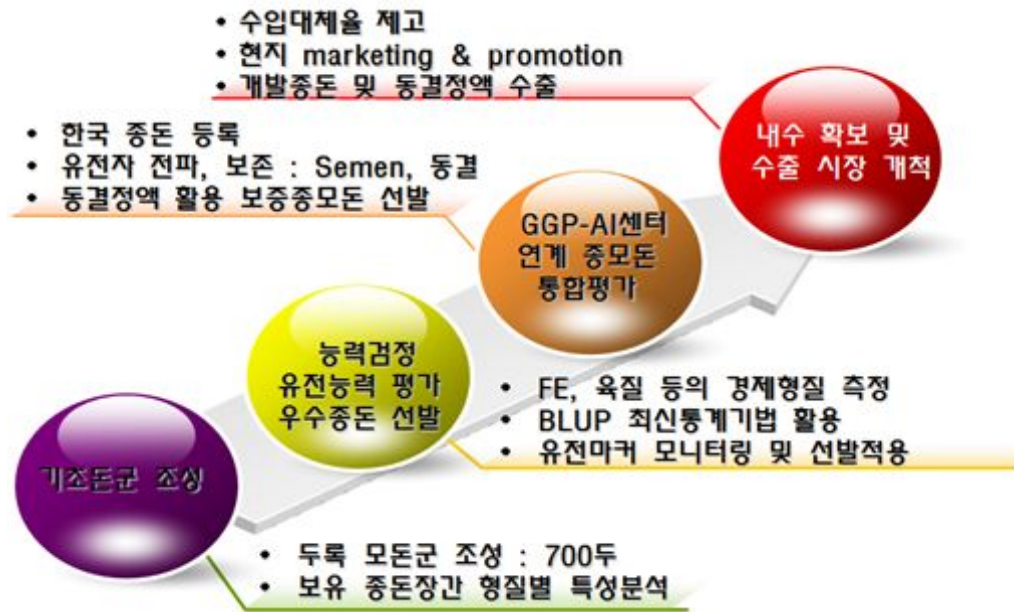 • 수입대체율 제고
• 현지 marketing & promotion
• 개발종돈 및 동결정액 수출
내수 확보 및
수출 시장 개척
• 한국 종돈 등록
• 유전자 전파, 보존 : Semen, 동결
• 동결정액 활용 보증종모돈 선발
GGP-AI센터
연계 종모돈
통합평가
능력검정
유전능력 평가
우수종돈 선발
• FE, 육질 등의 경제형질 측정
• BLUP 최신통계기법 활용
• 유전마커 모니터링 및 선발적용
기초돈군 조성
• 두록 모돈군 조성 : 700두
• 보유 종돈장간 형질별 특성분석